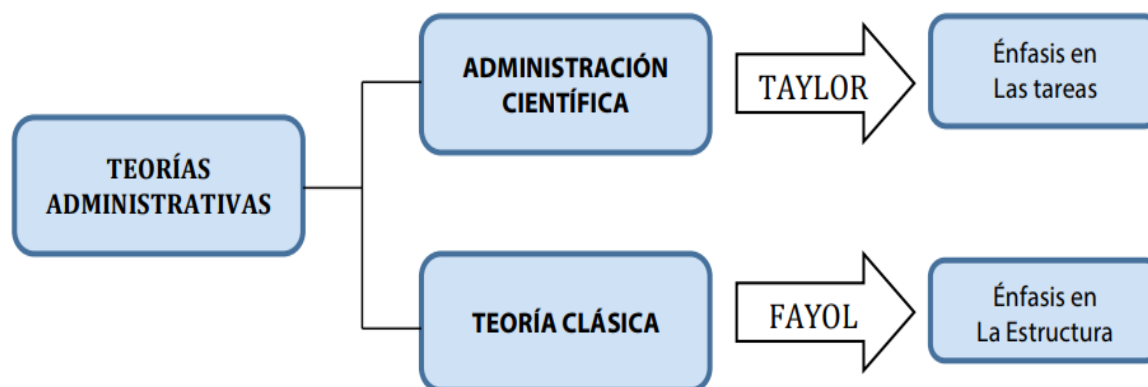 TEORÍAS
ADMINISTRATIVAS
ADMINISTRACIÓN
CIENTÍFICA
TAYLOR
Énfasis en
Las tareas
TEORÍA CLÁSICA
FAYOL
Énfasis en
La Estructura